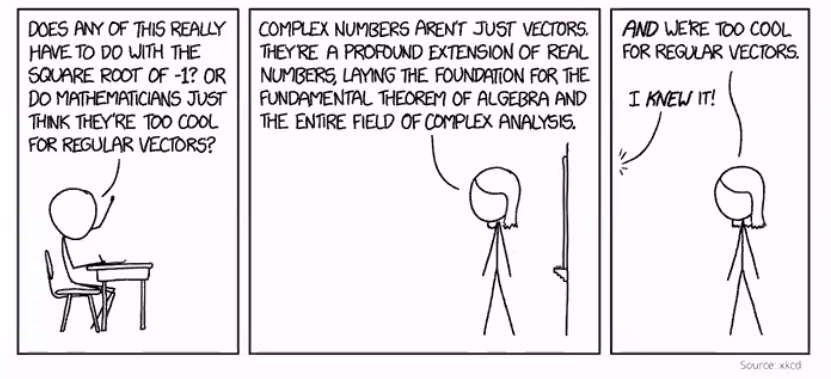 DOES ANY OF THIS REALLY
HAVE TO DO WITH THE
SQUARE ROOT OF -1? OR
DO MATHEMATICIANS JUST
THINK THEY'RE TOO COOL
FOR REGULAR VECTORS?
COMPLEX NUMBERS AREN'T JUST VECTORS.
THEY'RE A PROFOUND EXTENSION OF REAL
NUMBERS, LAYING THE FOUNDATION FOR THE
FUNDAMENTAL THEOREM OF ALGEBRA AND
THE ENTIRE FIELD OF COMPLEX ANALYSIS.
AND WE'RE TOO COOL
FOR REGULAR VECTORS.
I KNEW IT!
Source: xkcd